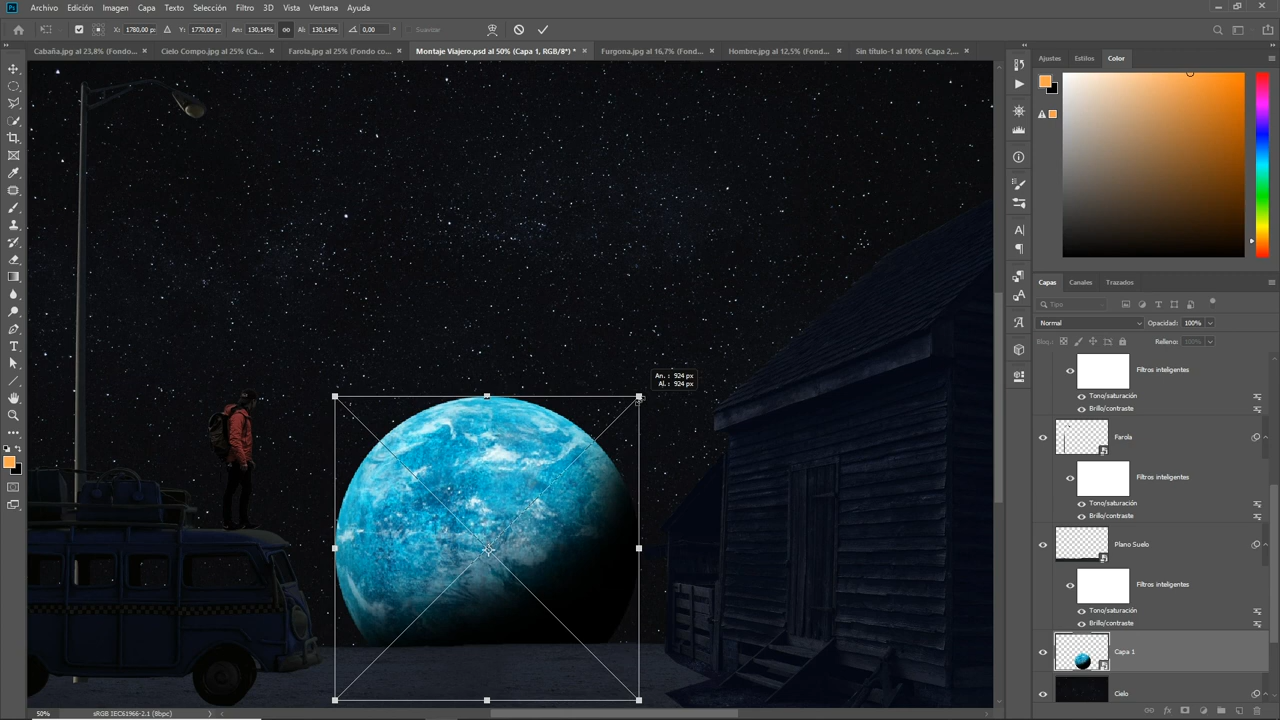 Ps Archivo Edición Imagen Capa Texto Selección Filtro 3D Vista Ventana Ayuda
X: 1780,00 px Y: 1770,00 px An: 130,14% Al: 130,14% 0,00 ° Suavizar
Cabaña.jpg al 23,8% (Fondo... × Cielo Compo.jpg al 25% (Ca... × Farola.jpg al 25% (Fondo co... × Montaje Viajero.psd al 50% (Capa 1, RGB/8*) * × Furgona.jpg al 16,7% (Fond... × Hombre.jpg al 12,5% (Fondo... × Sin título-1 al 100% (Capa 2,... ×
Ajustes Estilos Color
An. : 924 px
Al. : 924 px
Capas Canales Trazados
Tipo
Normal Opacidad: 100%
Bloq.: Relleno: 100%
Filtros inteligentes
Tono/saturación
Brillo/contraste
Farola
Filtros inteligentes
Tono/saturación
Brillo/contraste
Plano Suelo
Filtros inteligentes
Tono/saturación
Brillo/contraste
Capa 1
Cielo
50% sRGB IEC61966-2.1 (8bpc)